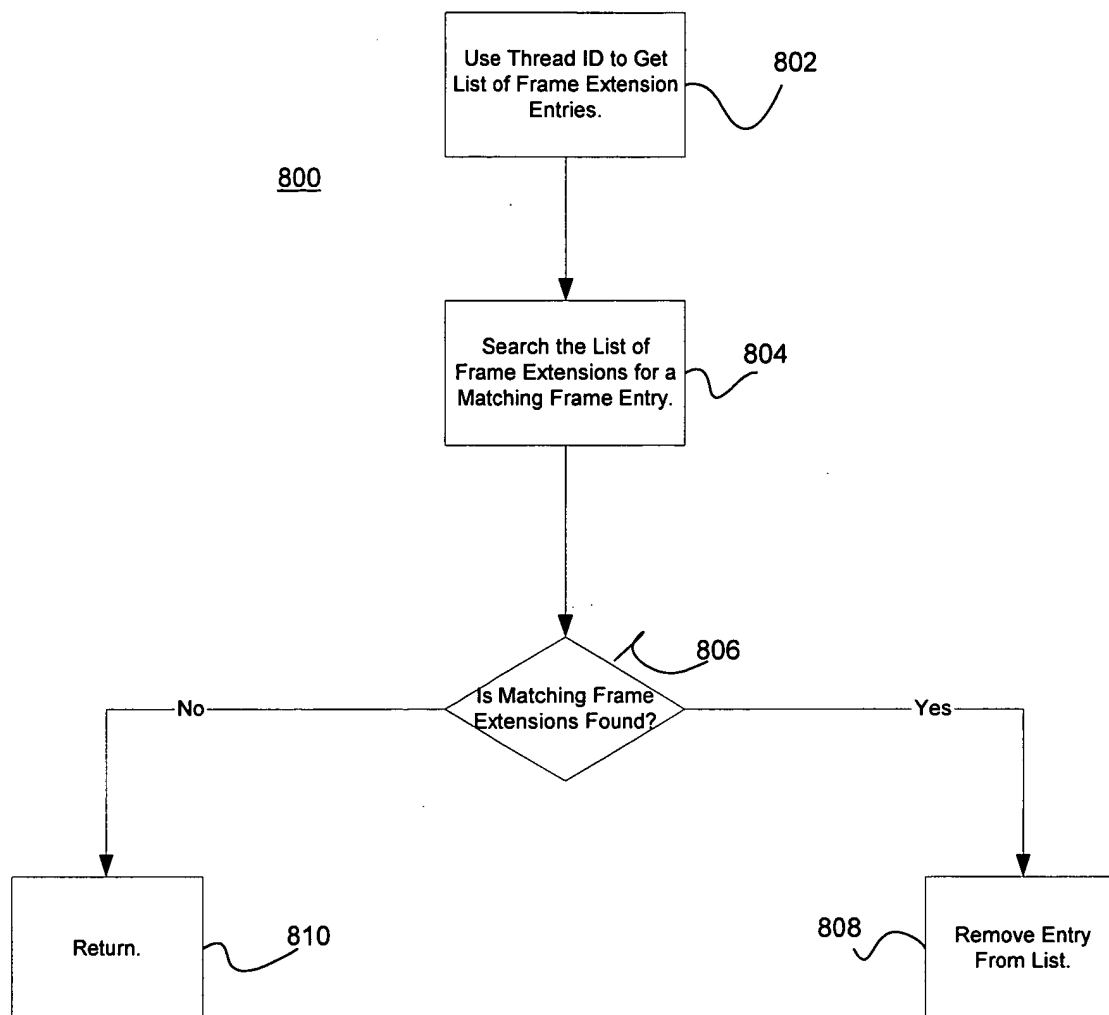 Use Thread ID to Get
List of Frame Extension
Entries.
802
800
Search the List of
Frame Extensions for a
Matching Frame Entry.
804
806
Is Matching Frame
Extensions Found?
No
Yes
Return.
810
808
Remove Entry
From List.